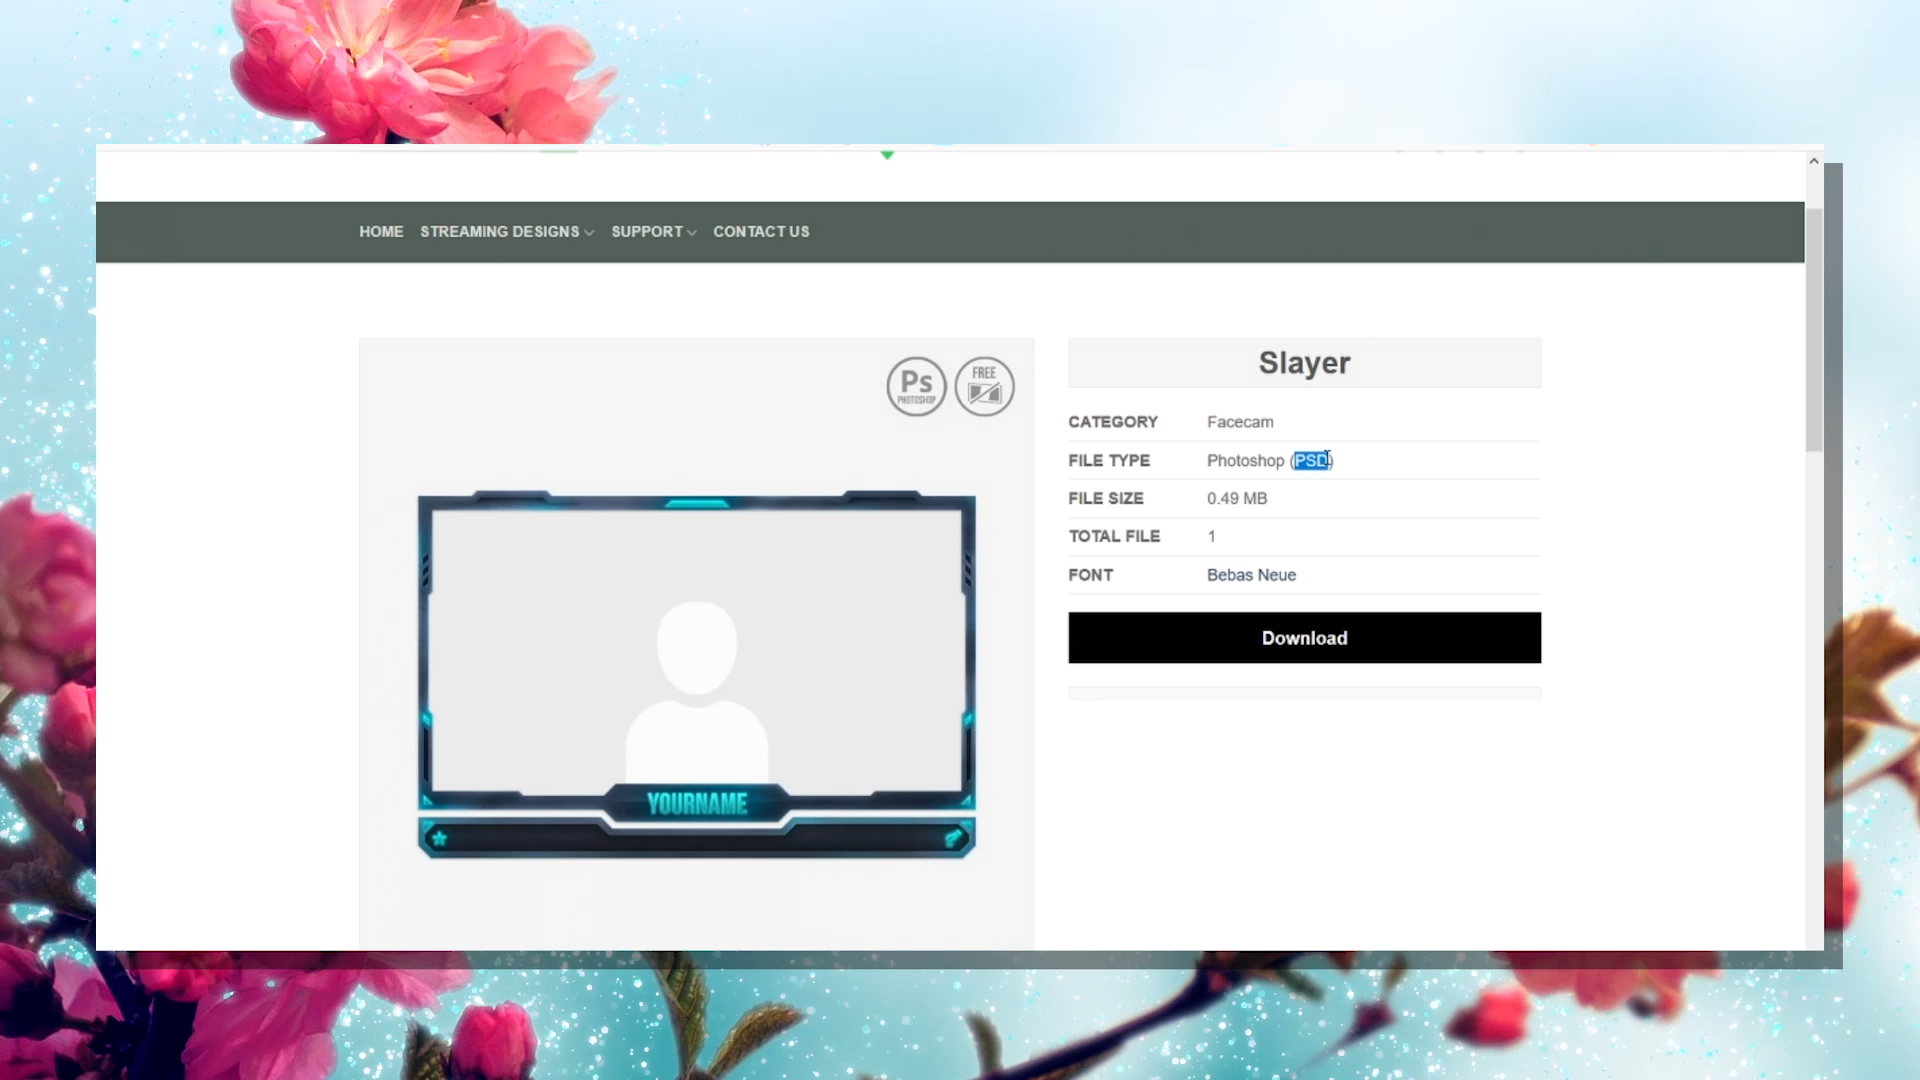 HOME STREAMING DESIGNS SUPPORT CONTACT US
Ps
PHOTOSHOP
FREE
Slayer
CATEGORY Facecam
FILE TYPE Photoshop (PSD)
FILE SIZE 0.49 MB
TOTAL FILE 1
FONT Bebas Neue
Download
YOURNAME